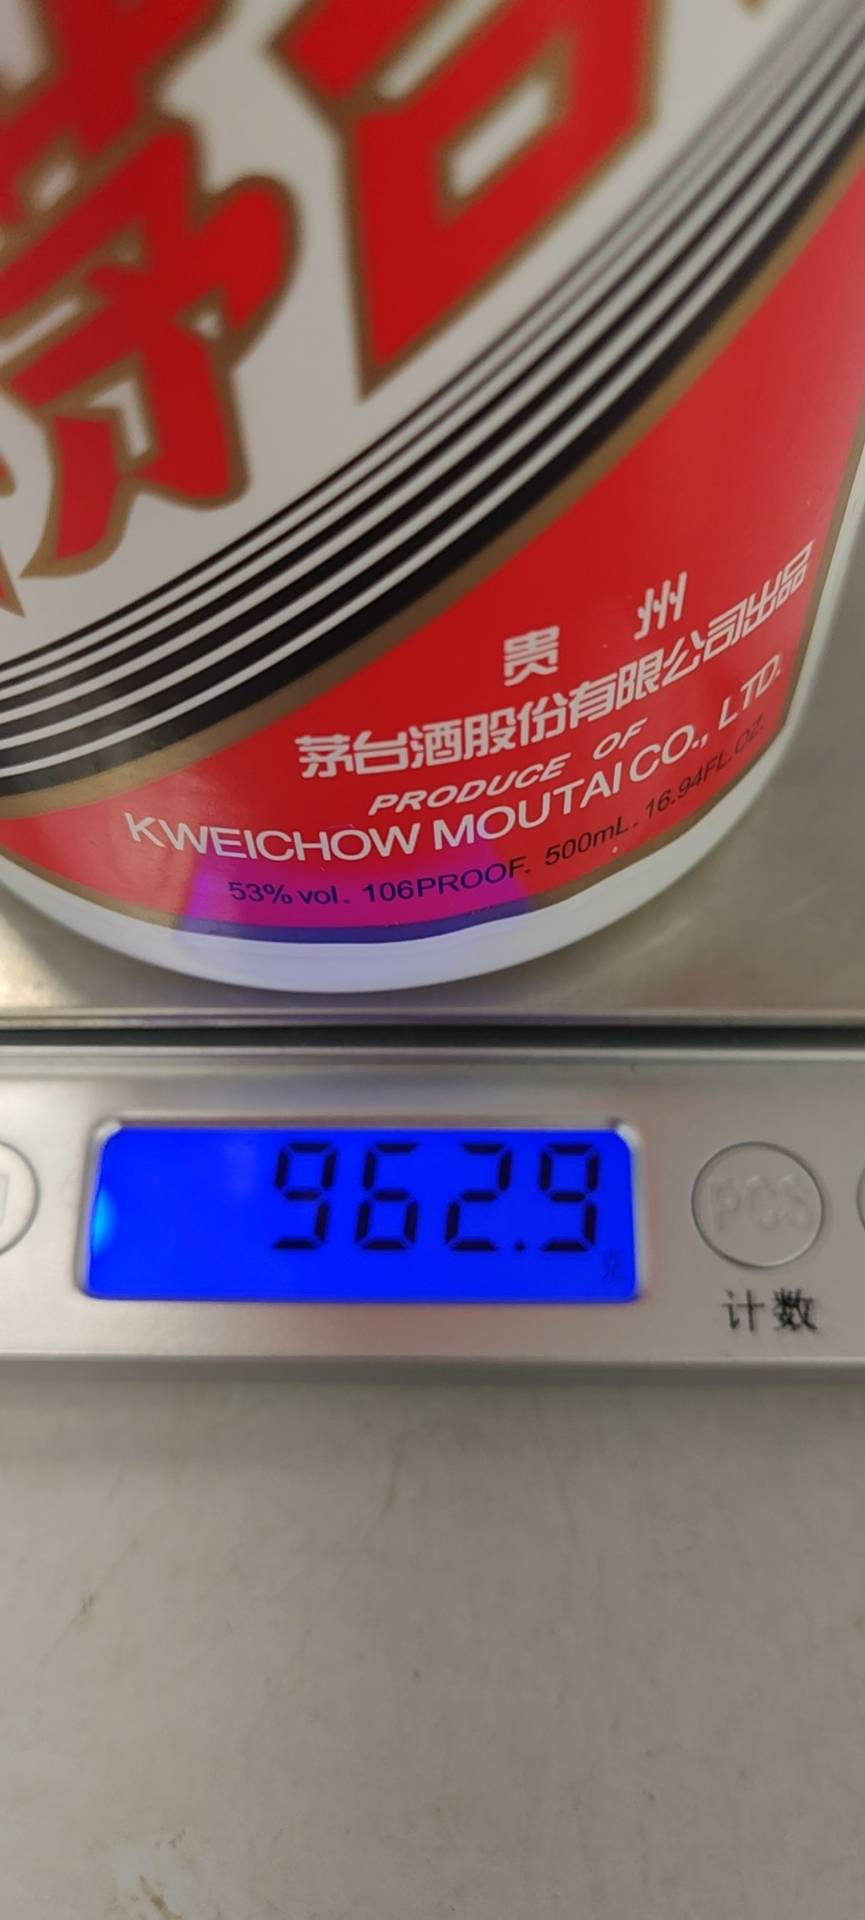 贵 州
茅台酒股份有限公司出品
PRODUCE OF
KWEICHOW MOUTAI CO., LTD.
53% vol. 106PROOF. 500mL. 16.94FL.OZ.
962.9
克
PCS
计数